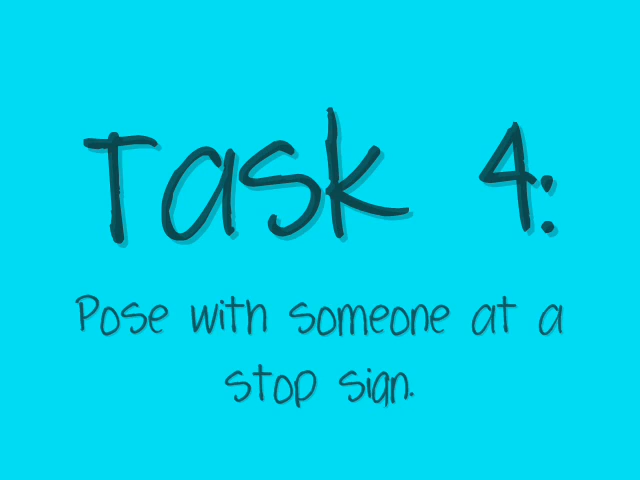 Task 4:
Pose with someone at a
stop sign.